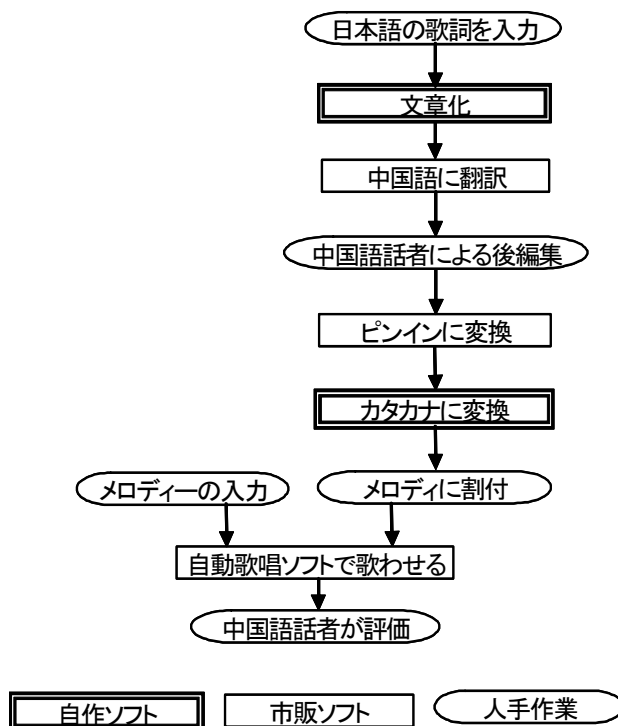 日本語の歌詞を入力
文章化
中国語に翻訳
中国語話者による後編集
ピンインに変換
カタカナに変換
メロディーの入力
メロディに割付
自動歌唱ソフトで歌わせる
中国語話者が評価
自作ソフト
市販ソフト
人手作業